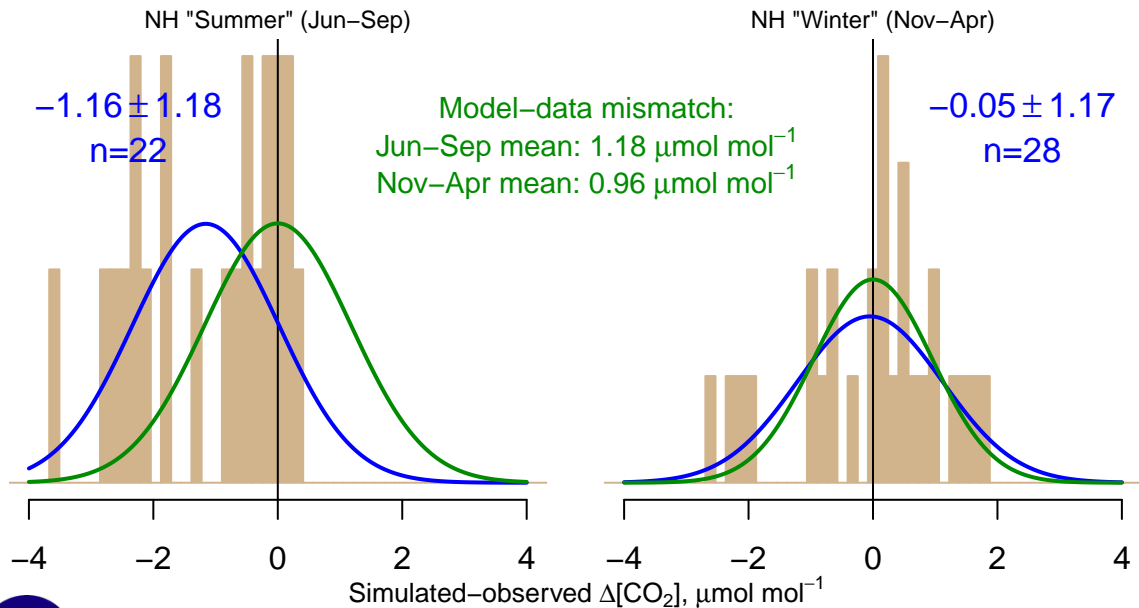 NH "Summer" (Jun−Sep)
−1.16 ± 1.18
n=22
Model−data mismatch:
Jun−Sep mean: 1.18 μmol mol⁻¹
Nov−Apr mean: 0.96 μmol mol⁻¹
NH "Winter" (Nov−Apr)
−0.05 ± 1.17
n=28
−4 −2 0 2 4
−4 −2 0 2 4
Simulated−observed Δ[CO₂], μmol mol⁻¹